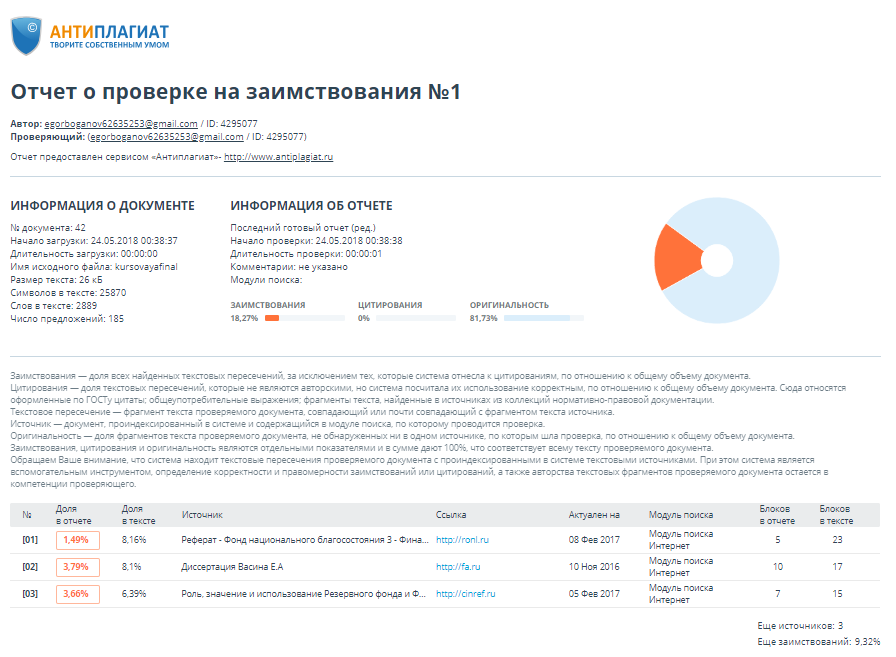 ©
АНТИПЛАГИАТ
ТВОРИТЕ СОБСТВЕННЫМ УМОМ
Отчет о проверке на заимствования №1
Автор: egorboganov62635253@gmail.com / ID: 4295077
Проверяющий: (egorboganov62635253@gmail.com / ID: 4295077)
Отчет предоставлен сервисом «Антиплагиат»- http://www.antiplagiat.ru
ИНФОРМАЦИЯ О ДОКУМЕНТЕ
№ документа: 42
Начало загрузки: 24.05.2018 00:38:37
Длительность загрузки: 00:00:00
Имя исходного файла: kursovayafinal
Размер текста: 26 кБ
Символов в тексте: 25870
Слов в тексте: 2889
Число предложений: 185
ИНФОРМАЦИЯ ОБ ОТЧЕТЕ
Последний готовый отчет (ред.)
Начало проверки: 24.05.2018 00:38:38
Длительность проверки: 00:00:01
Комментарии: не указано
Модули поиска:
ЗАИМСТВОВАНИЯ ЦИТИРОВАНИЯ ОРИГИНАЛЬНОСТЬ
18,27% 0% 81,73%
Заимствования — доля всех найденных текстовых пересечений, за исключением тех, которые система отнесла к цитированиям, по отношению к общему объему документа.
Цитирования — доля текстовых пересечений, которые не являются авторскими, но система посчитала их использование корректным, по отношению к общему объему документа. Сюда относятся
оформленные по ГОСТу цитаты; общеупотребительные выражения; фрагменты текста, найденные в источниках из коллекций нормативно-правовой документации.
Текстовое пересечение — фрагмент текста проверяемого документа, совпадающий или почти совпадающий с фрагментом текста источника.
Источник — документ, проиндексированный в системе и содержащийся в модуле поиска, по которому проводится проверка.
Оригинальность — доля фрагментов текста проверяемого документа, не обнаруженных ни в одном источнике, по которым шла проверка, по отношению к общему объему документа.
Заимствования, цитирования и оригинальность являются отдельными показателями и в сумме дают 100%, что соответствует всему тексту проверяемого документа.
Обращаем Ваше внимание, что система находит текстовые пересечения проверяемого документа с проиндексированными в системе текстовыми источниками. При этом система является
вспомогательным инструментом, определение корректности и правомерности заимствований или цитирований, а также авторства текстовых фрагментов проверяемого документа остается в
компетенции проверяющего.
№ Доля в отчете Доля в тексте Источник Ссылка Актуален на Модуль поиска Блоков в отчете Блоков в тексте
[01] 1,49% 8,16% Реферат - Фонд национального благосостояния 3 - Фина... http://ronl.ru 08 Фев 2017 Модуль поиска Интернет 5 23
[02] 3,79% 8,1% Диссертация Васина Е.А http://fa.ru 10 Ноя 2016 Модуль поиска Интернет 10 17
[03] 3,66% 6,39% Роль, значение и использование Резервного фонда и Ф... http://cinref.ru 05 Фев 2017 Модуль поиска Интернет 7 15
Еще источников: 3
Еще заимствований: 9,32%